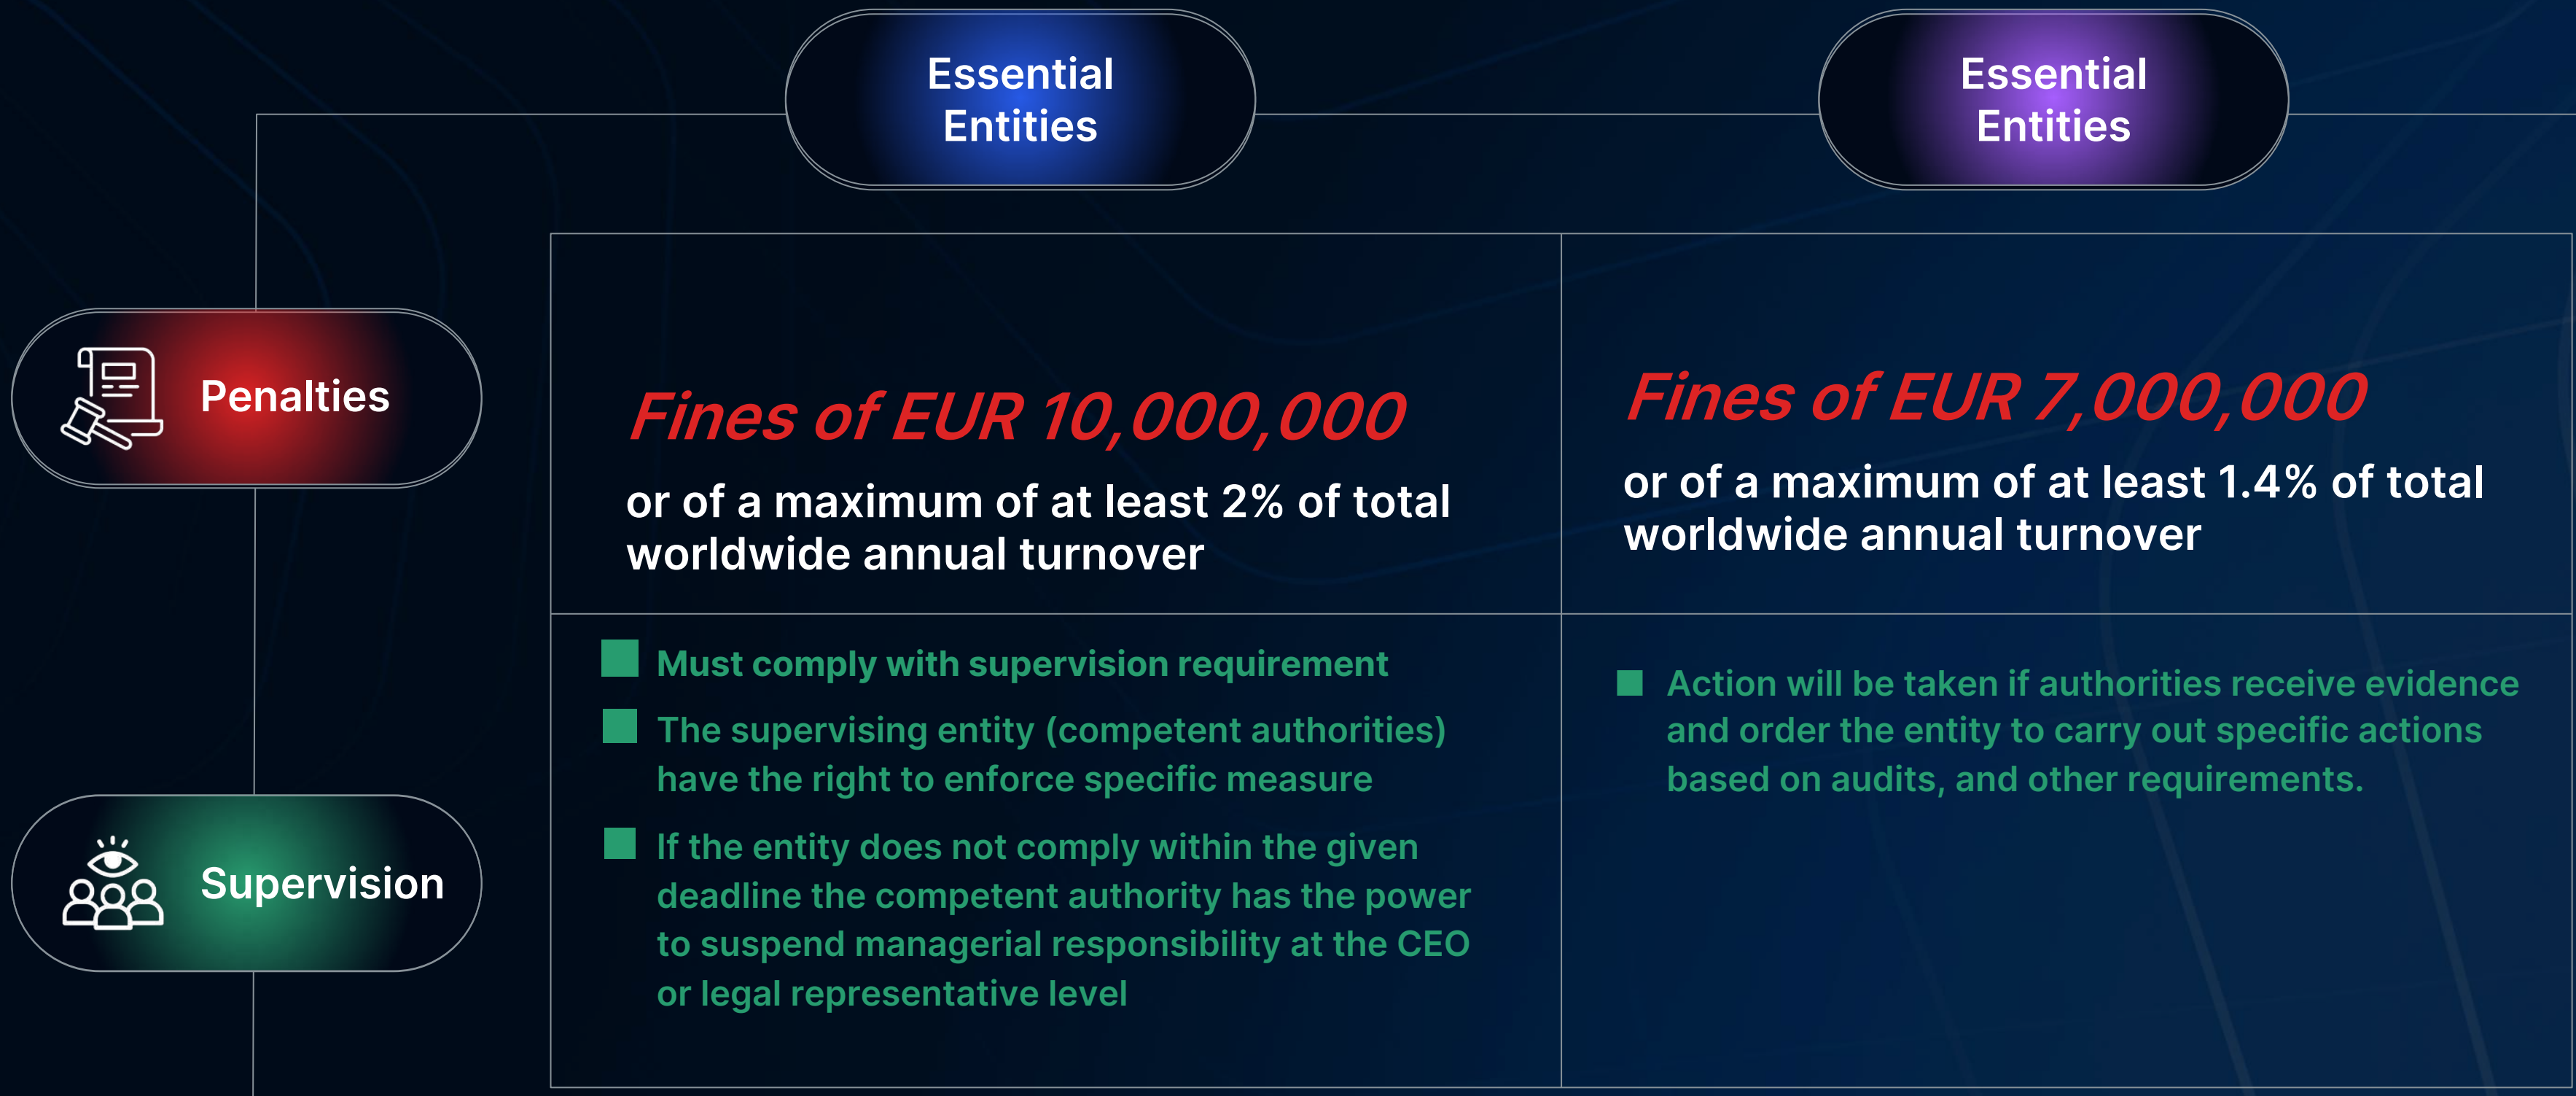 Essential
Entities
Essential
Entities
Penalties
Fines of EUR 10,000,000
or of a maximum of at least 2% of total
worldwide annual turnover
Fines of EUR 7,000,000
or of a maximum of at least 1.4% of total
worldwide annual turnover
Supervision
Must comply with supervision requirement
The supervising entity (competent authorities)
have the right to enforce specific measure
If the entity does not comply within the given
deadline the competent authority has the power
to suspend managerial responsibility at the CEO
or legal representative level
Action will be taken if authorities receive evidence
and order the entity to carry out specific actions
based on audits, and other requirements.